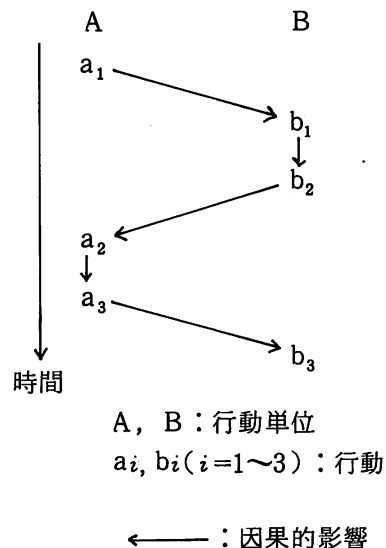 A B
a₁
b₁
b₂
a₂
a₃
b₃
時間
A, B：行動単位
ai, bi(i=1〜3)：行動
：因果的影響